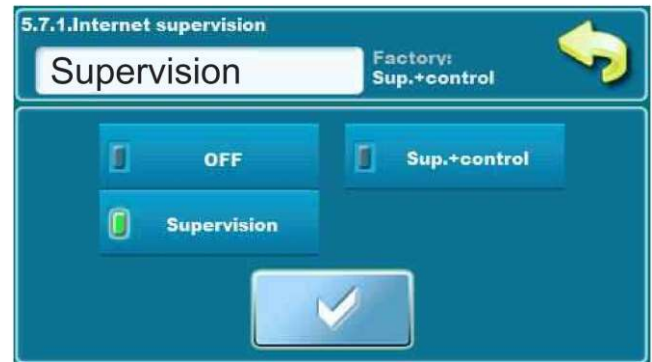 5.7.1.Internet supervision
Supervision
Factory:
Sup.+control
OFF
Sup.+control
Supervision